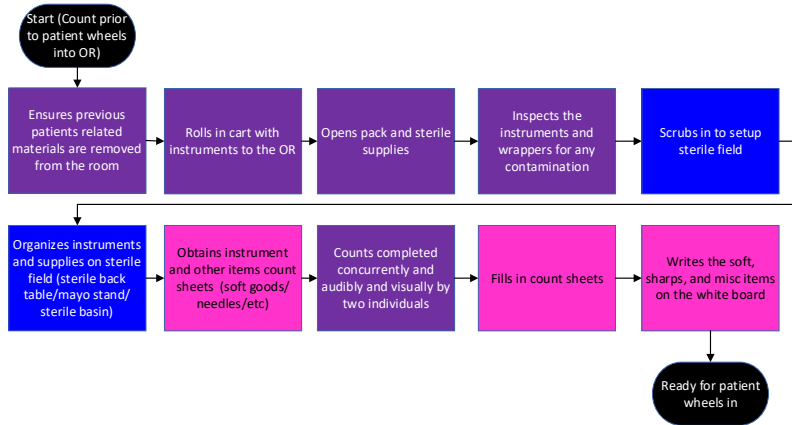 Start (Count prior
to patient wheels
into OR)
Ensures previous
patients related
materials are removed
from the room
Rolls in cart with
instruments to the OR
Opens pack and sterile
supplies
Inspects the
instruments and
wrappers for any
contamination
Scrubs in to setup
sterile field
Organizes instruments
and supplies on sterile
field (sterile back
table/mayo stand/
sterile basin)
Obtains instrument
and other items count
sheets (soft goods/
needles/etc)
Counts completed
concurrently and
audibly and visually by
two individuals
Fills in count sheets
Writes the soft,
sharps, and misc items
on the white board
Ready for patient
wheels in